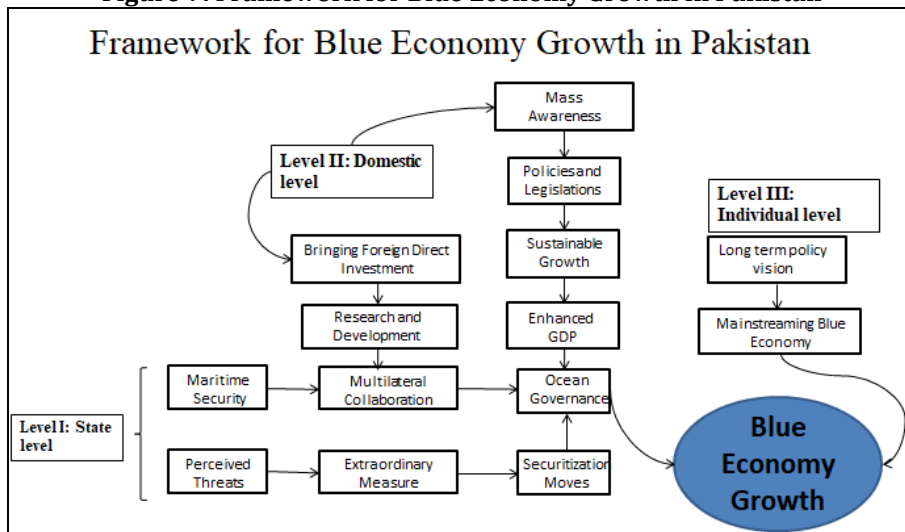 Framework for Blue Economy Growth in Pakistan
Mass
Awareness
Level II: Domestic
level
Policies and
Legislations
Level III:
Individual level
Bringing Foreign Direct
Investment
Sustainable
Growth
Long term policy
vision
Research and
Development
Enhanced
GDP
Mainstreaming Blue
Economy
Maritime
Security
Multilateral
Collaboration
Ocean
Governance
Level I: State
level
Perceived
Threats
Extraordinary
Measure
Securitization
Moves
Blue
Economy
Growth